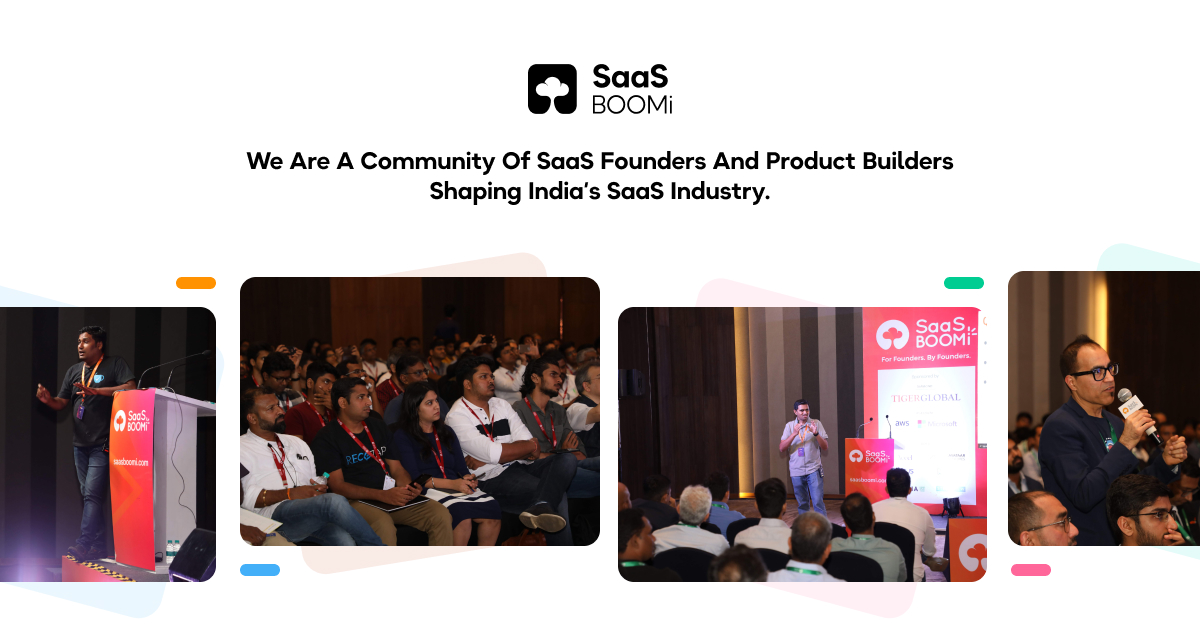 SaaS
BOOMi
We Are A Community Of SaaS Founders And Product Builders
Shaping India's SaaS Industry.
SaaS
BOOMi
saasboomi.com
SaaS
BOOMi
For Founders. By Founders.
TIGERGLOBAL
aws
Microsoft
SaaS
BOOMi
saasboomi.com